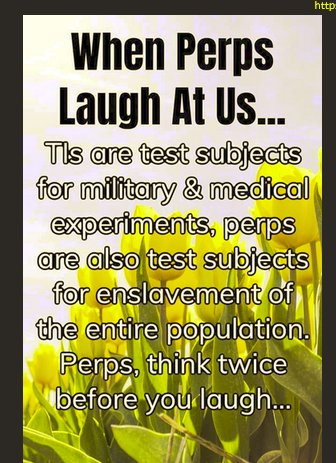 http
When Perps
Laugh At Us...
TIs are test subjects
for military & medical
experiments, perps
are also test subjects
for enslavement of
the entire population.
Perps, think twice
before you laugh...